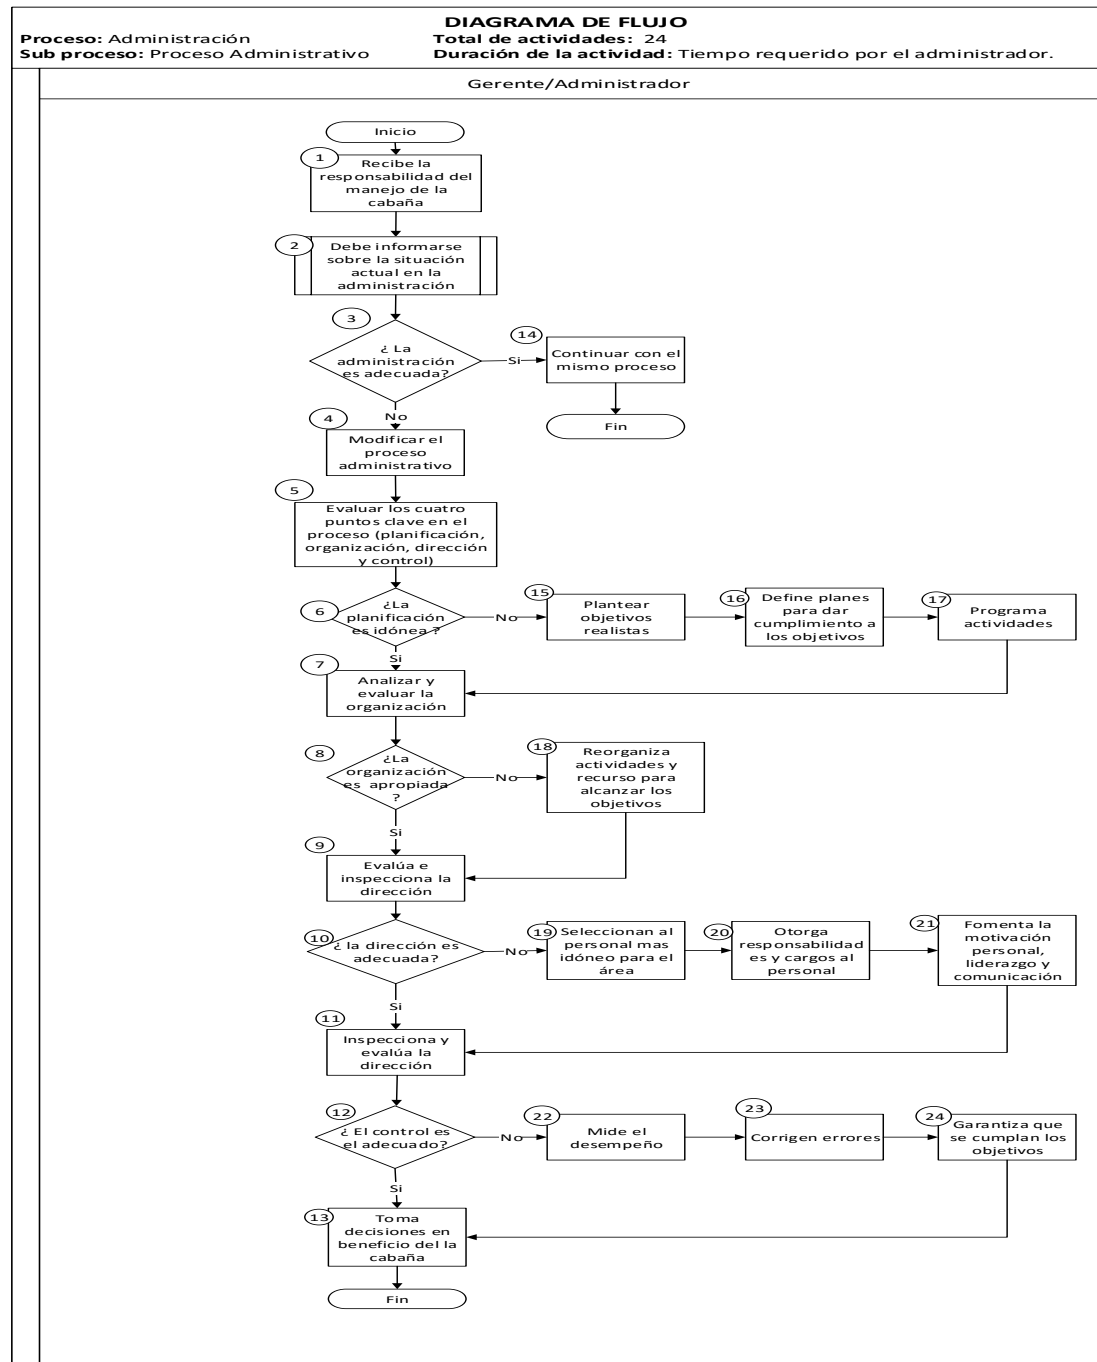 DIAGRAMA DE FLUJO
Proceso: Administración
Total de actividades: 24
Sub proceso: Proceso Administrativo
Duración de la actividad: Tiempo requerido por el administrador.
Gerente/Administrador
Inicio
1
Recibe la
responsabilidad del
manejo de la
cabaña
2
Debe informarse
sobre la situación
actual en la
administración
3
¿ La
administración
es adecuada?
Si
14
Continuar con el
mismo proceso
Fin
No
4
Modificar el
proceso
administrativo
5
Evaluar los cuatro
puntos clave en el
proceso (planificación,
organización, dirección
y control)
6
¿La
planificación
es idónea ?
No
15
Plantear
objetivos
realistas
16
Define planes
para dar
cumplimiento a
los objetivos
17
Programa
actividades
Si
7
Analizar y
evaluar la
organización
8
¿La
organización
es apropiada
?
No
18
Reorganiza
actividades y
recurso para
alcanzar los
objetivos
Si
9
Evalúa e
inspecciona la
dirección
10
¿ la dirección es
adecuada?
No
19
Seleccionan al
personal mas
idóneo para el
área
20
Otorga
responsabilidad
es y cargos al
personal
21
Fomenta la
motivación
personal,
liderazgo y
comunicación
Si
11
Inspecciona y
evalúa la
dirección
12
¿ El control es
el adecuado?
No
22
Mide el
desempeño
23
Corrigen errores
24
Garantiza que
se cumplan los
objetivos
Si
13
Toma
decisiones en
beneficio del la
cabaña
Fin